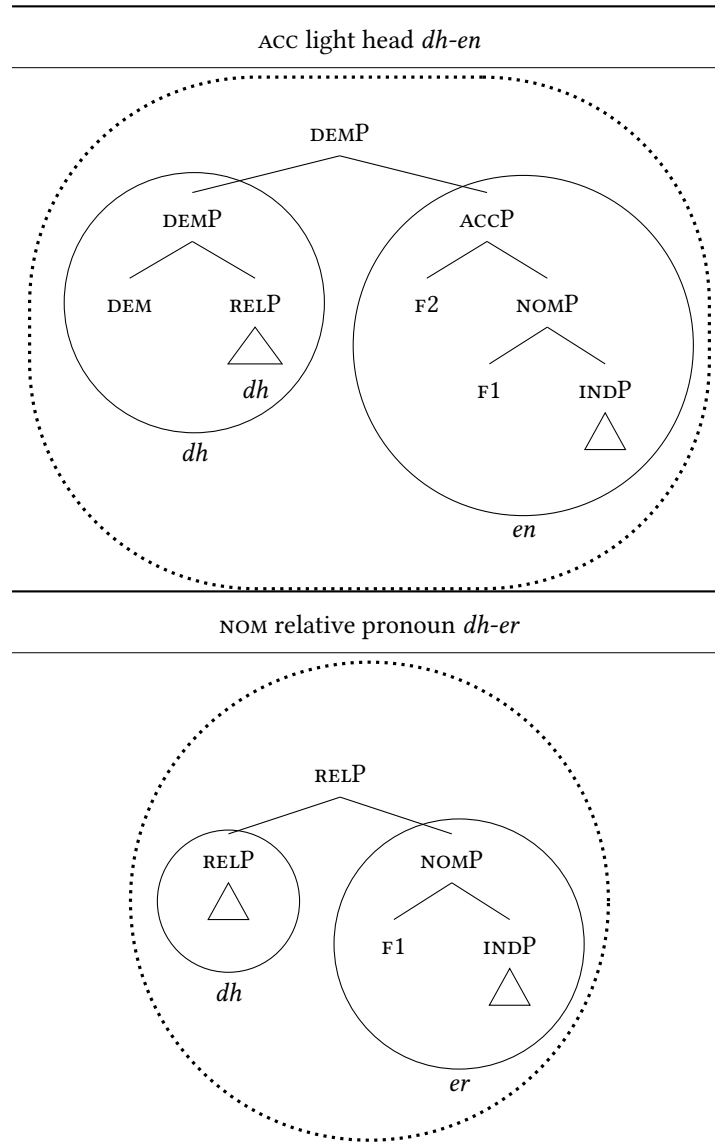 ACC light head dh-en
DEMP
DEMP ACCP
DEM RELP F2 NOMP
dh F1 INDP
dh
en
NOM relative pronoun dh-er
RELP
RELP NOMP
F1 INDP
dh
er